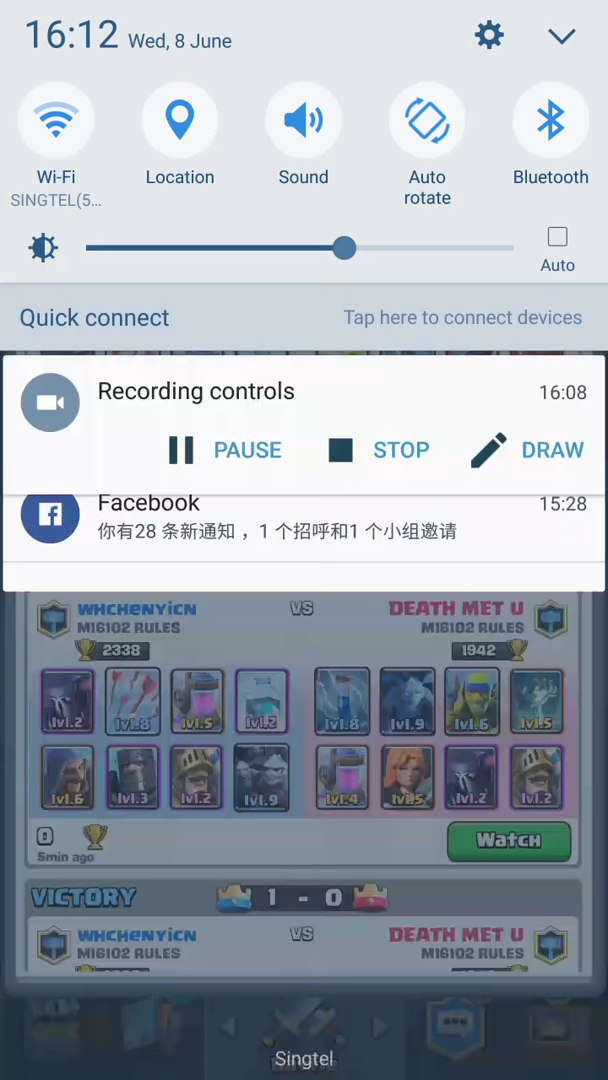 16:12 Wed, 8 June
Wi-Fi
SINGTEL(5...
Location
Sound
Auto
rotate
Bluetooth
Auto
Quick connect
Tap here to connect devices
Recording controls
16:08
PAUSE
STOP
DRAW
Facebook
15:28
你有28 条新通知 ，1 个招呼和1 个小组邀请
WHCHENYICN
VS
DEATH MET U
M16102 RULES
M16102 RULES
2338
1942
lvl.2
lvl.8
lvl.5
lvl.2
lvl.8
lvl.9
lvl.6
lvl.5
lvl.6
lvl.3
lvl.2
lvl.9
lvl.4
lvl.5
lvl.2
lvl.2
0
5min ago
Watch
VICTORY
1 - 0
WHCHENYICN
VS
DEATH MET U
M16102 RULES
M16102 RULES
Singtel